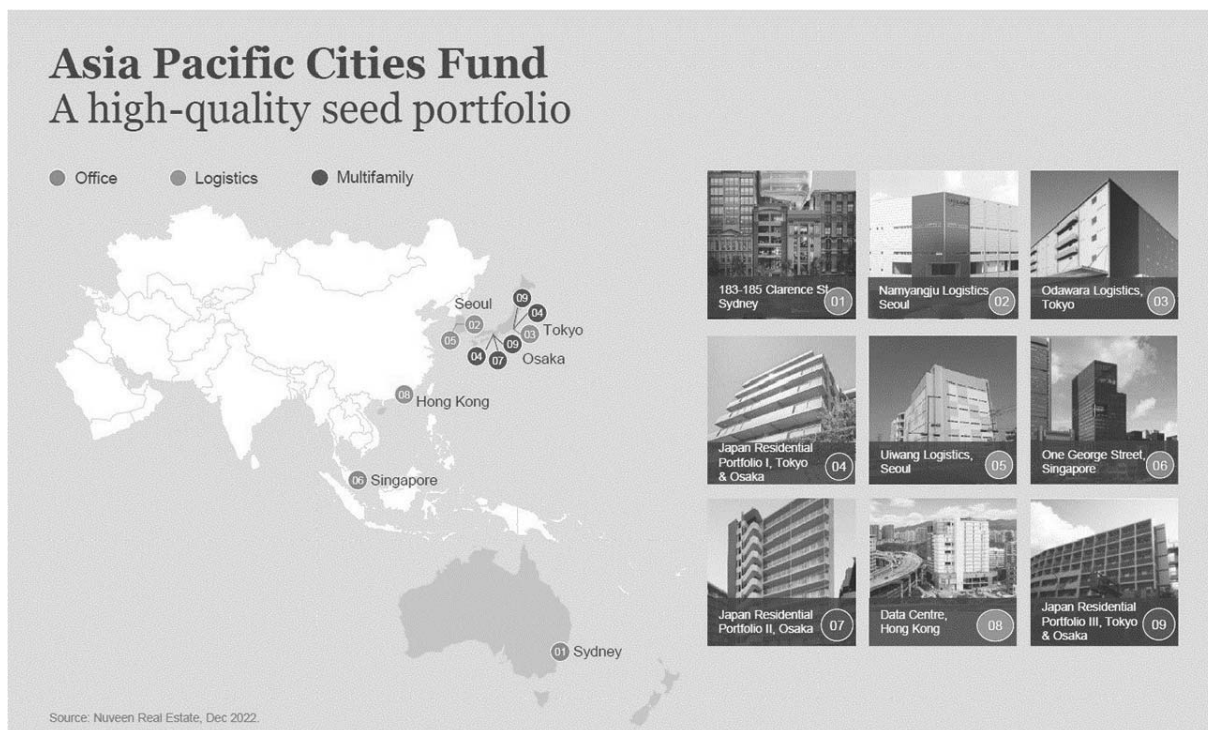 Asia Pacific Cities Fund
A high-quality seed portfolio
Office
Logistics
Multifamily
Seoul
02
05
09
04
03
Tokyo
04
07
09
Osaka
08
Hong Kong
06
Singapore
01
Sydney
183-185 Clarence St,
Sydney
01
Namyangju Logistics,
Seoul
02
Odawara Logistics,
Tokyo
03
Japan Residential
Portfolio I, Tokyo
& Osaka
04
Uiwang Logistics,
Seoul
05
One George Street,
Singapore
06
Japan Residential
Portfolio II, Osaka
07
Data Centre,
Hong Kong
08
Japan Residential
Portfolio III, Tokyo
& Osaka
09
Source: Nuveen Real Estate, Dec 2022.